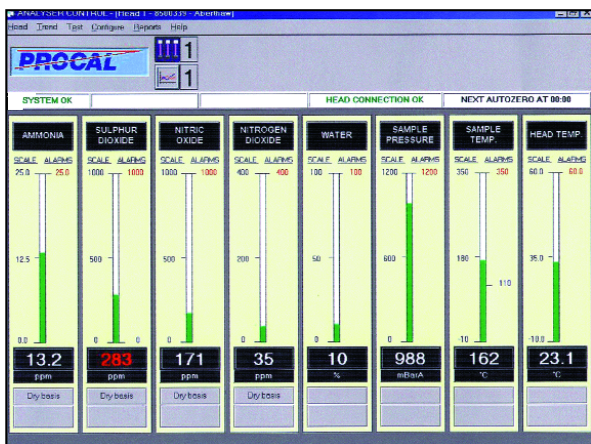 ANALYSER CONTROL - [Head 1 - 8500339 - Aberthaw]
Head Trend Test Configure Reports Help
PROCAL
1
1
SYSTEM OK HEAD CONNECTION OK NEXT AUTOZERO AT 00:00
AMMONIA
SCALE ALARMS
25.0 25.0
12.5
0.0
13.2
ppm
Dry basis
SULPHUR DIOXIDE
SCALE ALARMS
1000 1000
500
0 0
283
ppm
Dry basis
NITRIC OXIDE
SCALE ALARMS
1000 1000
500
0
171
ppm
Dry basis
NITROGEN DIOXIDE
SCALE ALARMS
400 400
200
0
35
ppm
Dry basis
WATER
SCALE ALARMS
100 100
50
0
10
%
SAMPLE PRESSURE
SCALE ALARMS
1200 1200
600
0
988
mBarA
SAMPLE TEMP.
SCALE ALARMS
350 350
180
110
-10
162
°C
HEAD TEMP.
SCALE ALARMS
60.0 60.0
35.0
-10.0
23.1
°C